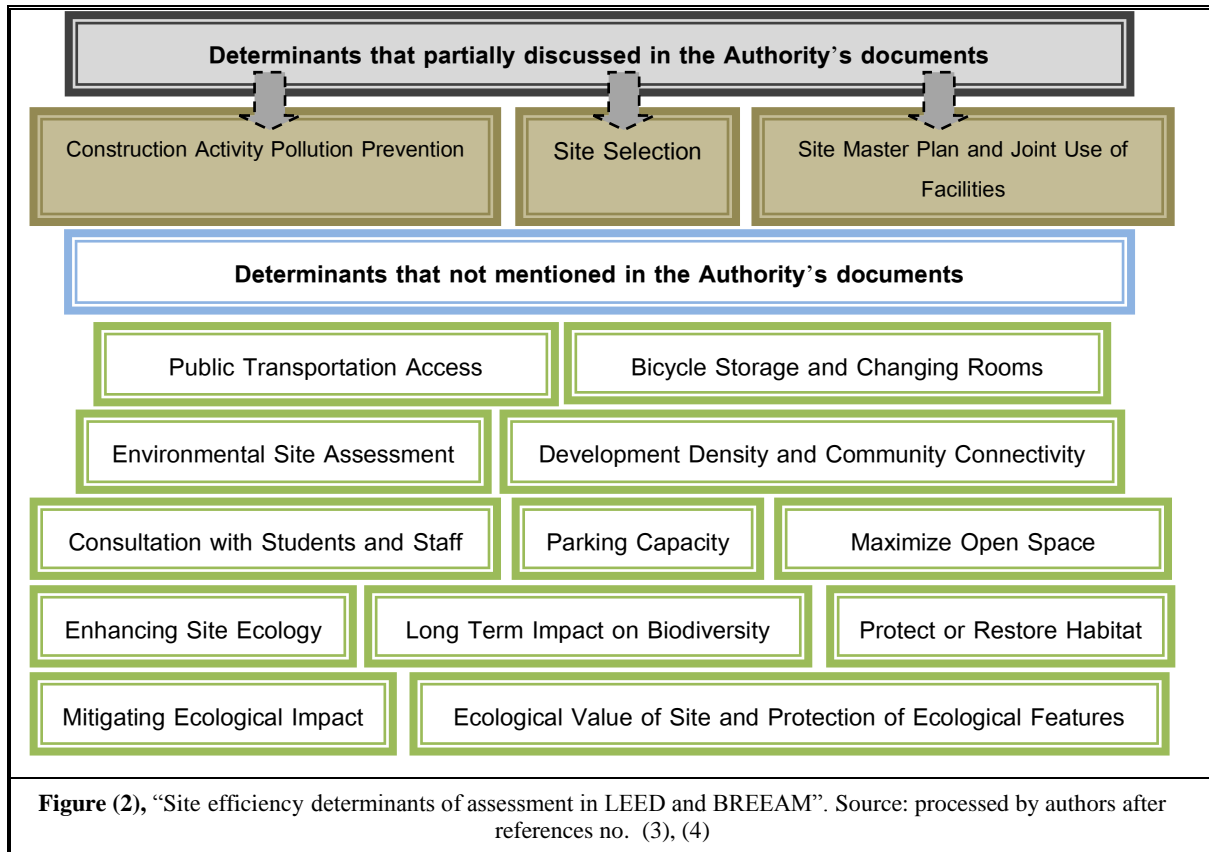 Determinants that partially discussed in the Authority’s documents
Construction Activity Pollution Prevention
Site Selection
Site Master Plan and Joint Use of
Facilities
Determinants that not mentioned in the Authority’s documents
Public Transportation Access
Bicycle Storage and Changing Rooms
Environmental Site Assessment
Development Density and Community Connectivity
Consultation with Students and Staff
Parking Capacity
Maximize Open Space
Enhancing Site Ecology
Long Term Impact on Biodiversity
Protect or Restore Habitat
Mitigating Ecological Impact
Ecological Value of Site and Protection of Ecological Features
Figure (2), “Site efficiency determinants of assessment in LEED and BREEAM”. Source: processed by authors after
references no. (3), (4)